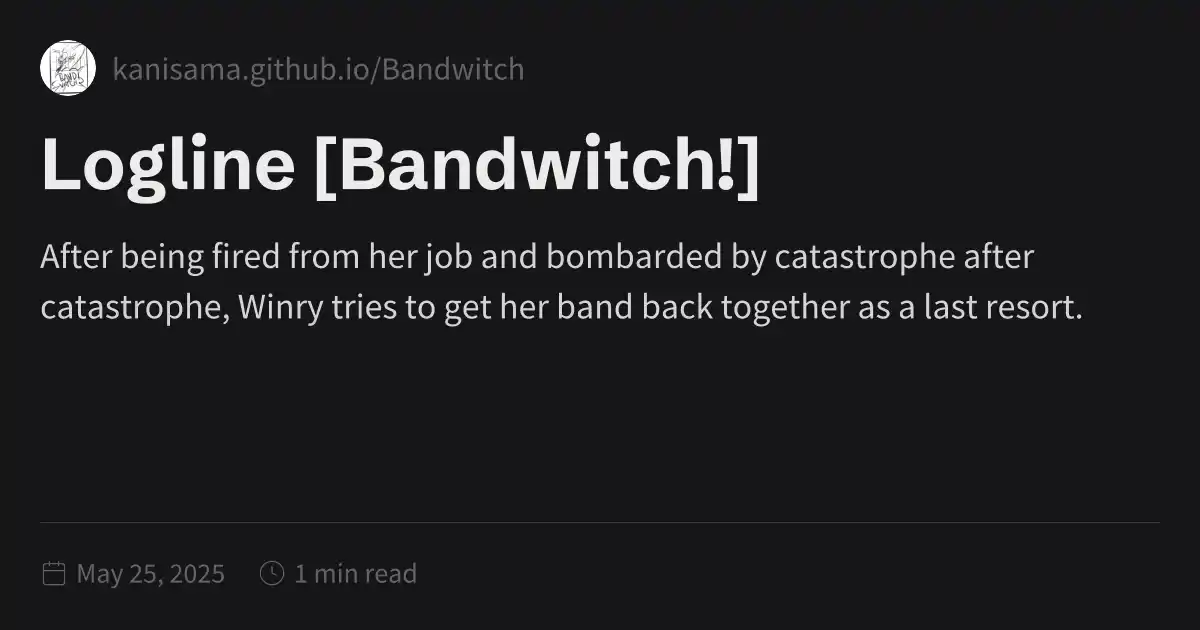 kanisama.github.io/Bandwitch
Logline [Bandwitch!]
After being fired from her job and bombarded by catastrophe after
catastrophe, Winry tries to get her band back together as a last resort.
May 25, 2025
1 min read